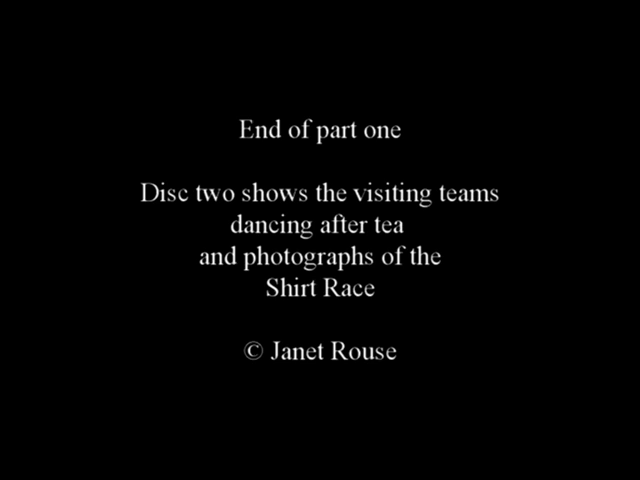 End of part one
Disc two shows the visiting teams
dancing after tea
and photographs of the
Shirt Race
© Janet Rouse